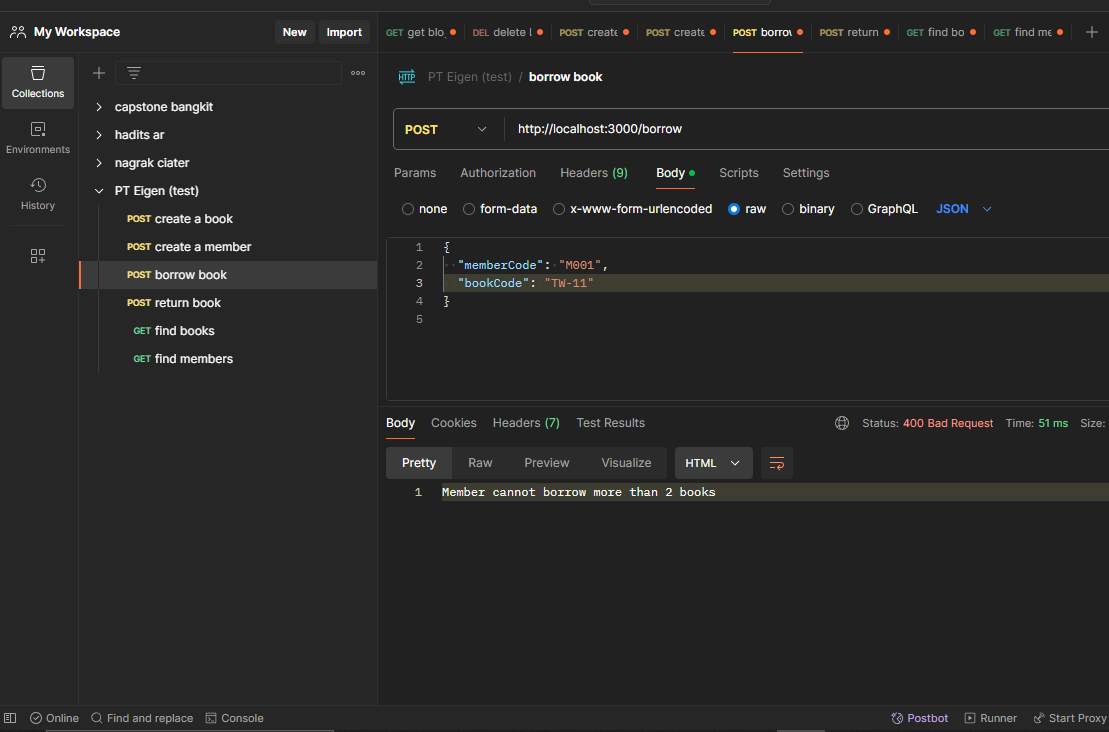 My Workspace
New
Import
GET get blo
DEL delete l
POST create
POST create
POST borrow
POST return
GET find bo
GET find me
Collections
Environments
History
capstone bangkit
hadits ar
nagrak ciater
PT Eigen (test)
POST create a book
POST create a member
POST borrow book
POST return book
GET find books
GET find members
HTTP PT Eigen (test) / borrow book
POST
http://localhost:3000/borrow
Params Authorization Headers (9) Body Scripts Settings
none form-data x-www-form-urlencoded raw binary GraphQL JSON
1 {
2 "memberCode": "M001",
3 "bookCode": "TW-11"
4 }
5
Body Cookies Headers (7) Test Results
Status: 400 Bad Request Time: 51 ms Size:
Pretty Raw Preview Visualize HTML
1 Member cannot borrow more than 2 books
Online Find and replace Console
Postbot Runner Start Proxy